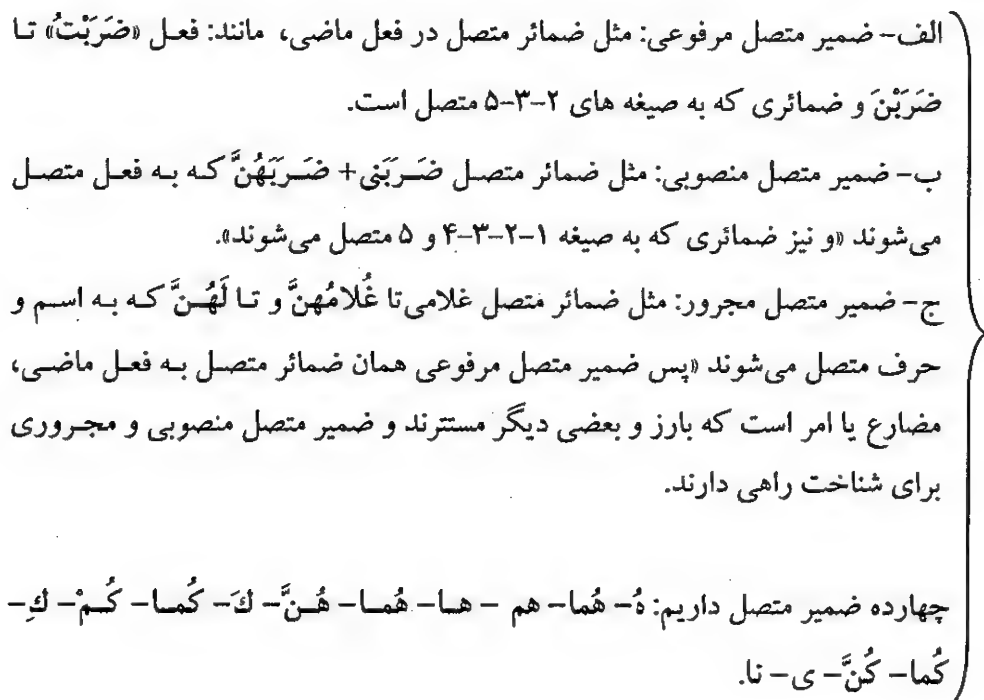 الف- ضمیر متصل مرفوعی: مثل ضمائر متصل در فعل ماضی، مانند: فعل «ضَرَبْتُ» تا
ضَرَبْنَ و ضمائری که به صیغه های ۲-۳-۵ متصل است.
ب- ضمیر متصل منصوبی: مثل ضمائر متصل ضَرَبَنی+ ضَرَبَهُنَّ که به فعل متصل
می‌شوند «و نیز ضمائری که به صیغه ۱-۲-۳-۴ و ۵ متصل می‌شوند».
ج- ضمیر متصل مجرور: مثل ضمائر متصل غلامی تا غُلامُهنَّ و تا لَهُنَّ که به اسم و
حرف متصل می‌شوند «پس ضمیر متصل مرفوعی همان ضمائر متصل به فعل ماضی،
مضارع یا امر است که بارز و بعضی دیگر مستترند و ضمیر متصل منصوبی و مجروری
برای شناخت راهی دارند.
چهارده ضمیر متصل داریم: هُ- هُما- هم - ها- هُما- هُنَّ- كَ- كُما- كُمْ- كِ-
كُما- كُنَّ- ی- نا.